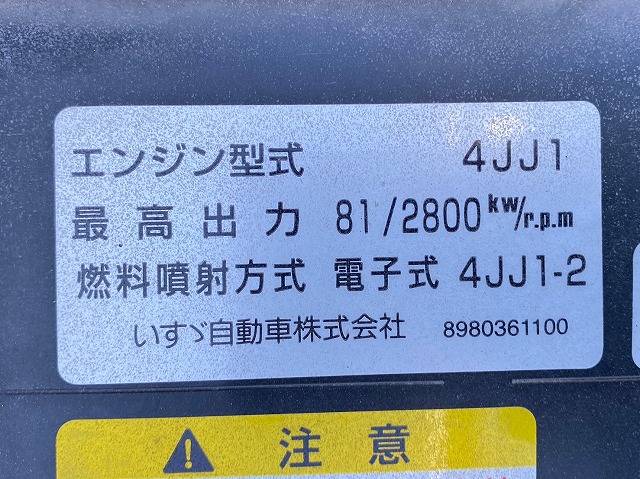 エンジン型式 4JJ1
最高出力 81/2800kW/r.p.m
燃料噴射方式 電子式 4JJ1-2
いすゞ自動車株式会社 8980361100
注意